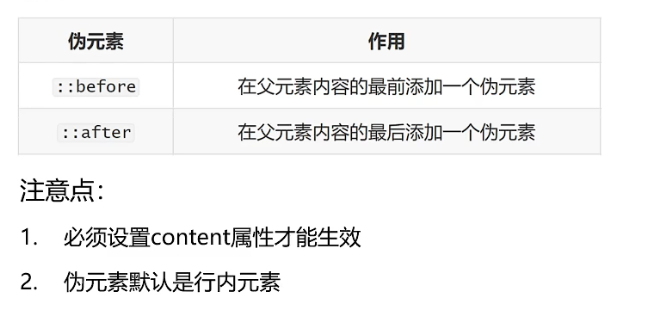 伪元素 作用
::before 在父元素内容的最前添加一个伪元素
::after 在父元素内容的最后添加一个伪元素
注意点：
1. 必须设置content属性才能生效
2. 伪元素默认是行内元素